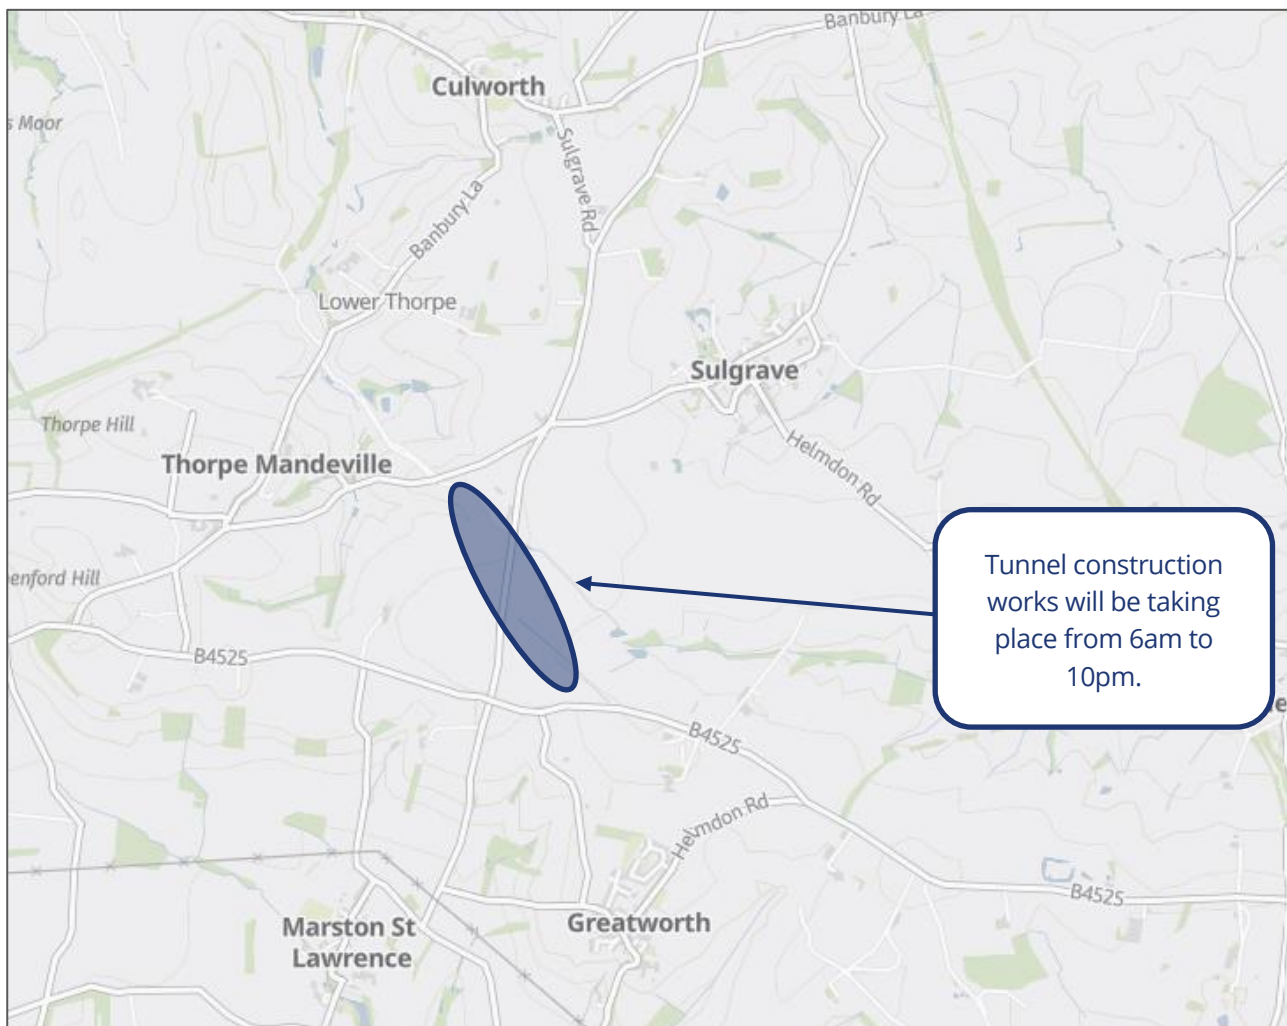 Banbury La
Culworth
s Moor
Sulgrave Rd
Banbury La
Lower Thorpe
Sulgrave
Thorpe Hill
Helmdon Rd
Thorpe Mandeville
Tunnel construction
works will be taking
place from 6am to
10pm.
enford Hill
B4525
e
B4525
Helmdon Rd
B4525
Marston St
Lawrence
Greatworth